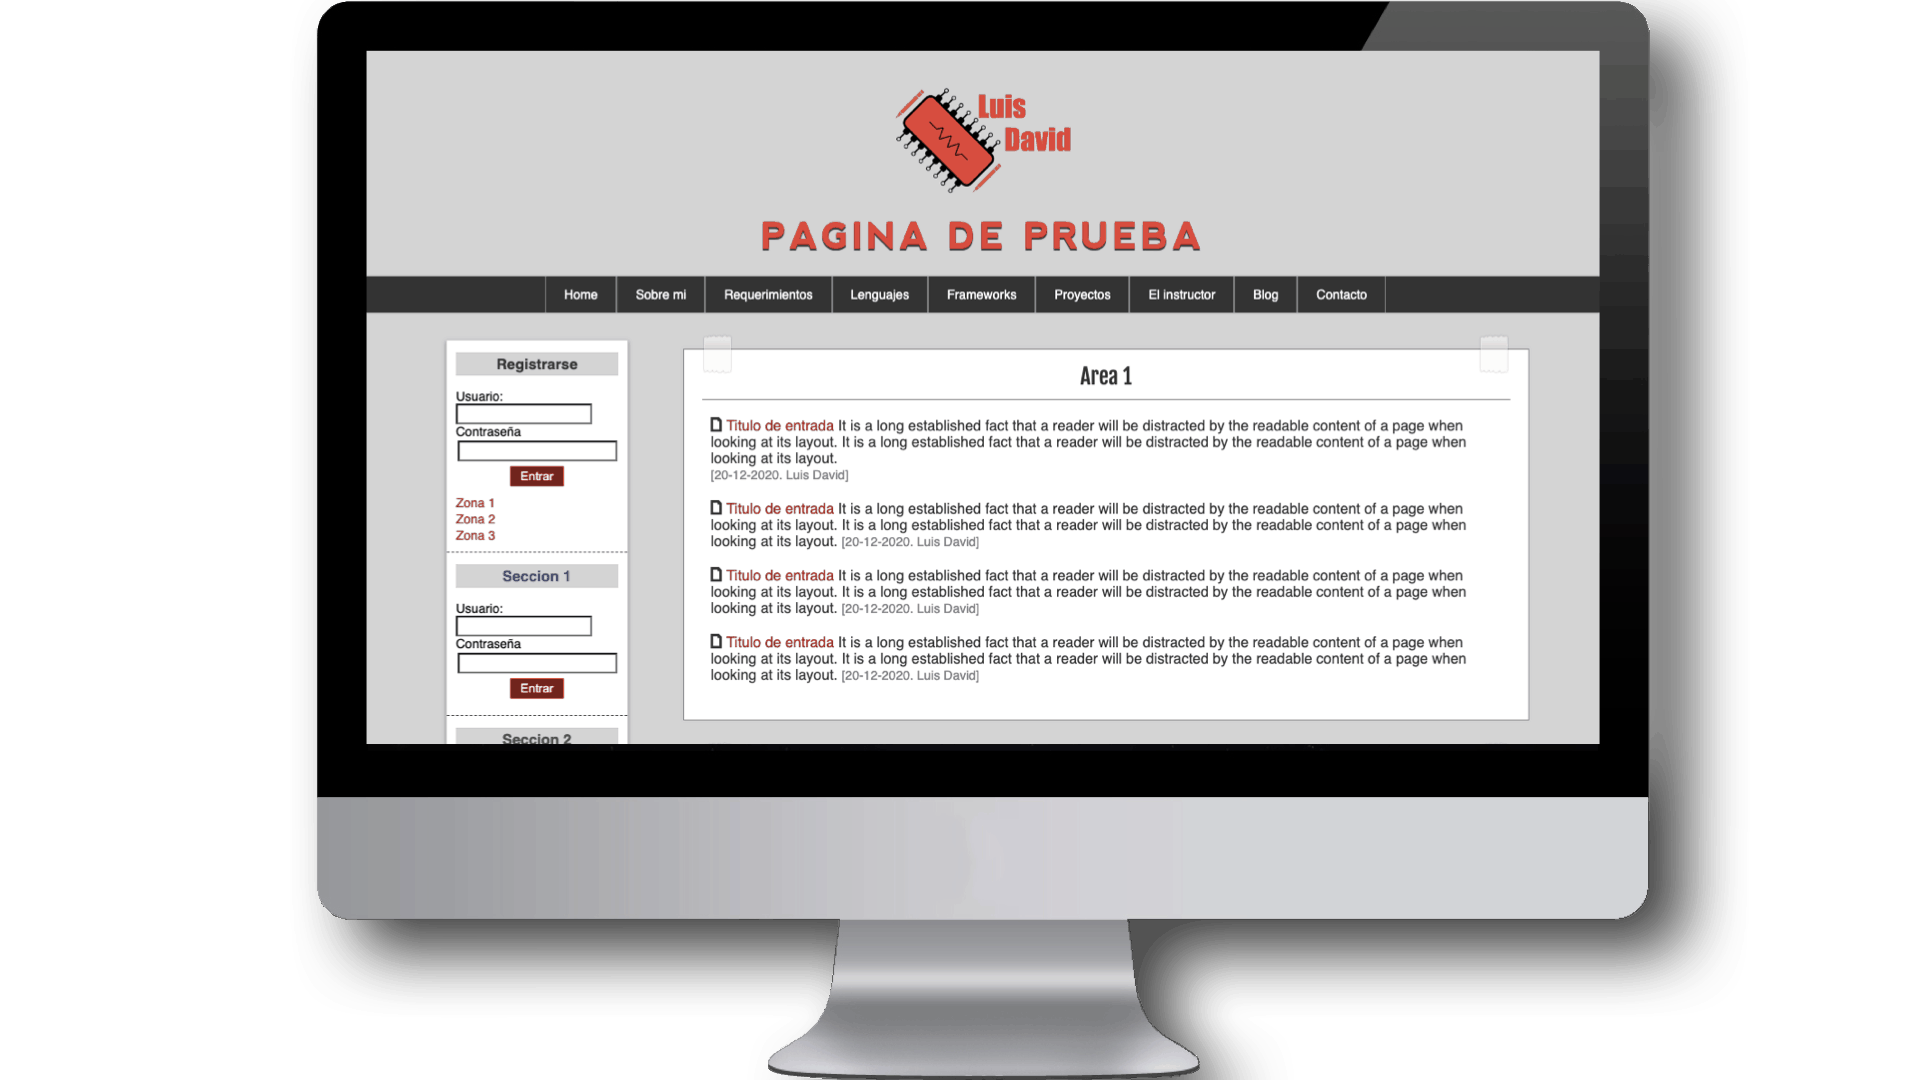 Luis
David
PAGINA DE PRUEBA
Home Sobre mi Requerimientos Lenguajes Frameworks Proyectos El instructor Blog Contacto
Registrarse
Usuario:
Contraseña
Entrar
Zona 1
Zona 2
Zona 3
Seccion 1
Usuario:
Contraseña
Entrar
Seccion 2
Area 1
Titulo de entrada It is a long established fact that a reader will be distracted by the readable content of a page when
looking at its layout. It is a long established fact that a reader will be distracted by the readable content of a page when
looking at its layout.
[20-12-2020. Luis David]
Titulo de entrada It is a long established fact that a reader will be distracted by the readable content of a page when
looking at its layout. It is a long established fact that a reader will be distracted by the readable content of a page when
looking at its layout. [20-12-2020. Luis David]
Titulo de entrada It is a long established fact that a reader will be distracted by the readable content of a page when
looking at its layout. It is a long established fact that a reader will be distracted by the readable content of a page when
looking at its layout. [20-12-2020. Luis David]
Titulo de entrada It is a long established fact that a reader will be distracted by the readable content of a page when
looking at its layout. It is a long established fact that a reader will be distracted by the readable content of a page when
looking at its layout. [20-12-2020. Luis David]